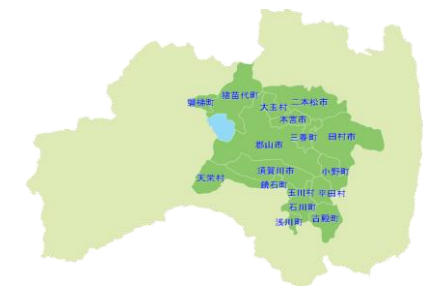 猪苗代町
磐梯町
大玉村
二本松市
本宮市
三春町
田村市
郡山市
須賀川市
小野町
天栄村
鏡石町
玉川村
平田村
石川町
古殿町
浅川町